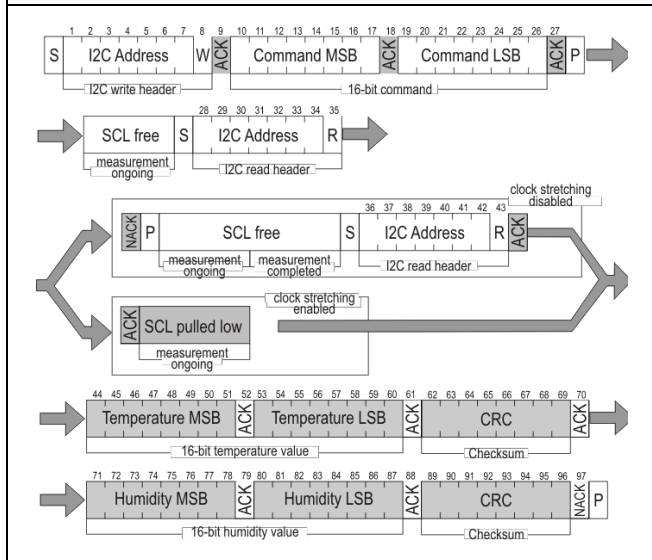 1 2 3 4 5 6 7 8 9 10 11 12 13 14 15 16 17 18 19 20 21 22 23 24 25 26 27
S I2C Address W ACK Command MSB ACK Command LSB ACK P
I2C write header 16-bit command
28 29 30 31 32 33 34 35
SCL free S I2C Address R
measurement ongoing I2C read header
clock stretching disabled
36 37 38 39 40 41 42 43
NACK P SCL free S I2C Address R ACK
measurement ongoing measurement completed I2C read header
clock stretching enabled
ACK SCL pulled low
measurement ongoing
44 45 46 47 48 49 50 51 52 53 54 55 56 57 58 59 60 61 62 63 64 65 66 67 68 69 70
Temperature MSB ACK Temperature LSB ACK CRC ACK
16-bit temperature value Checksum
71 72 73 74 75 76 77 78 79 80 81 82 83 84 85 86 87 88 89 90 91 92 93 94 95 96 97
Humidity MSB ACK Humidity LSB ACK CRC NACK P
16-bit humidity value Checksum